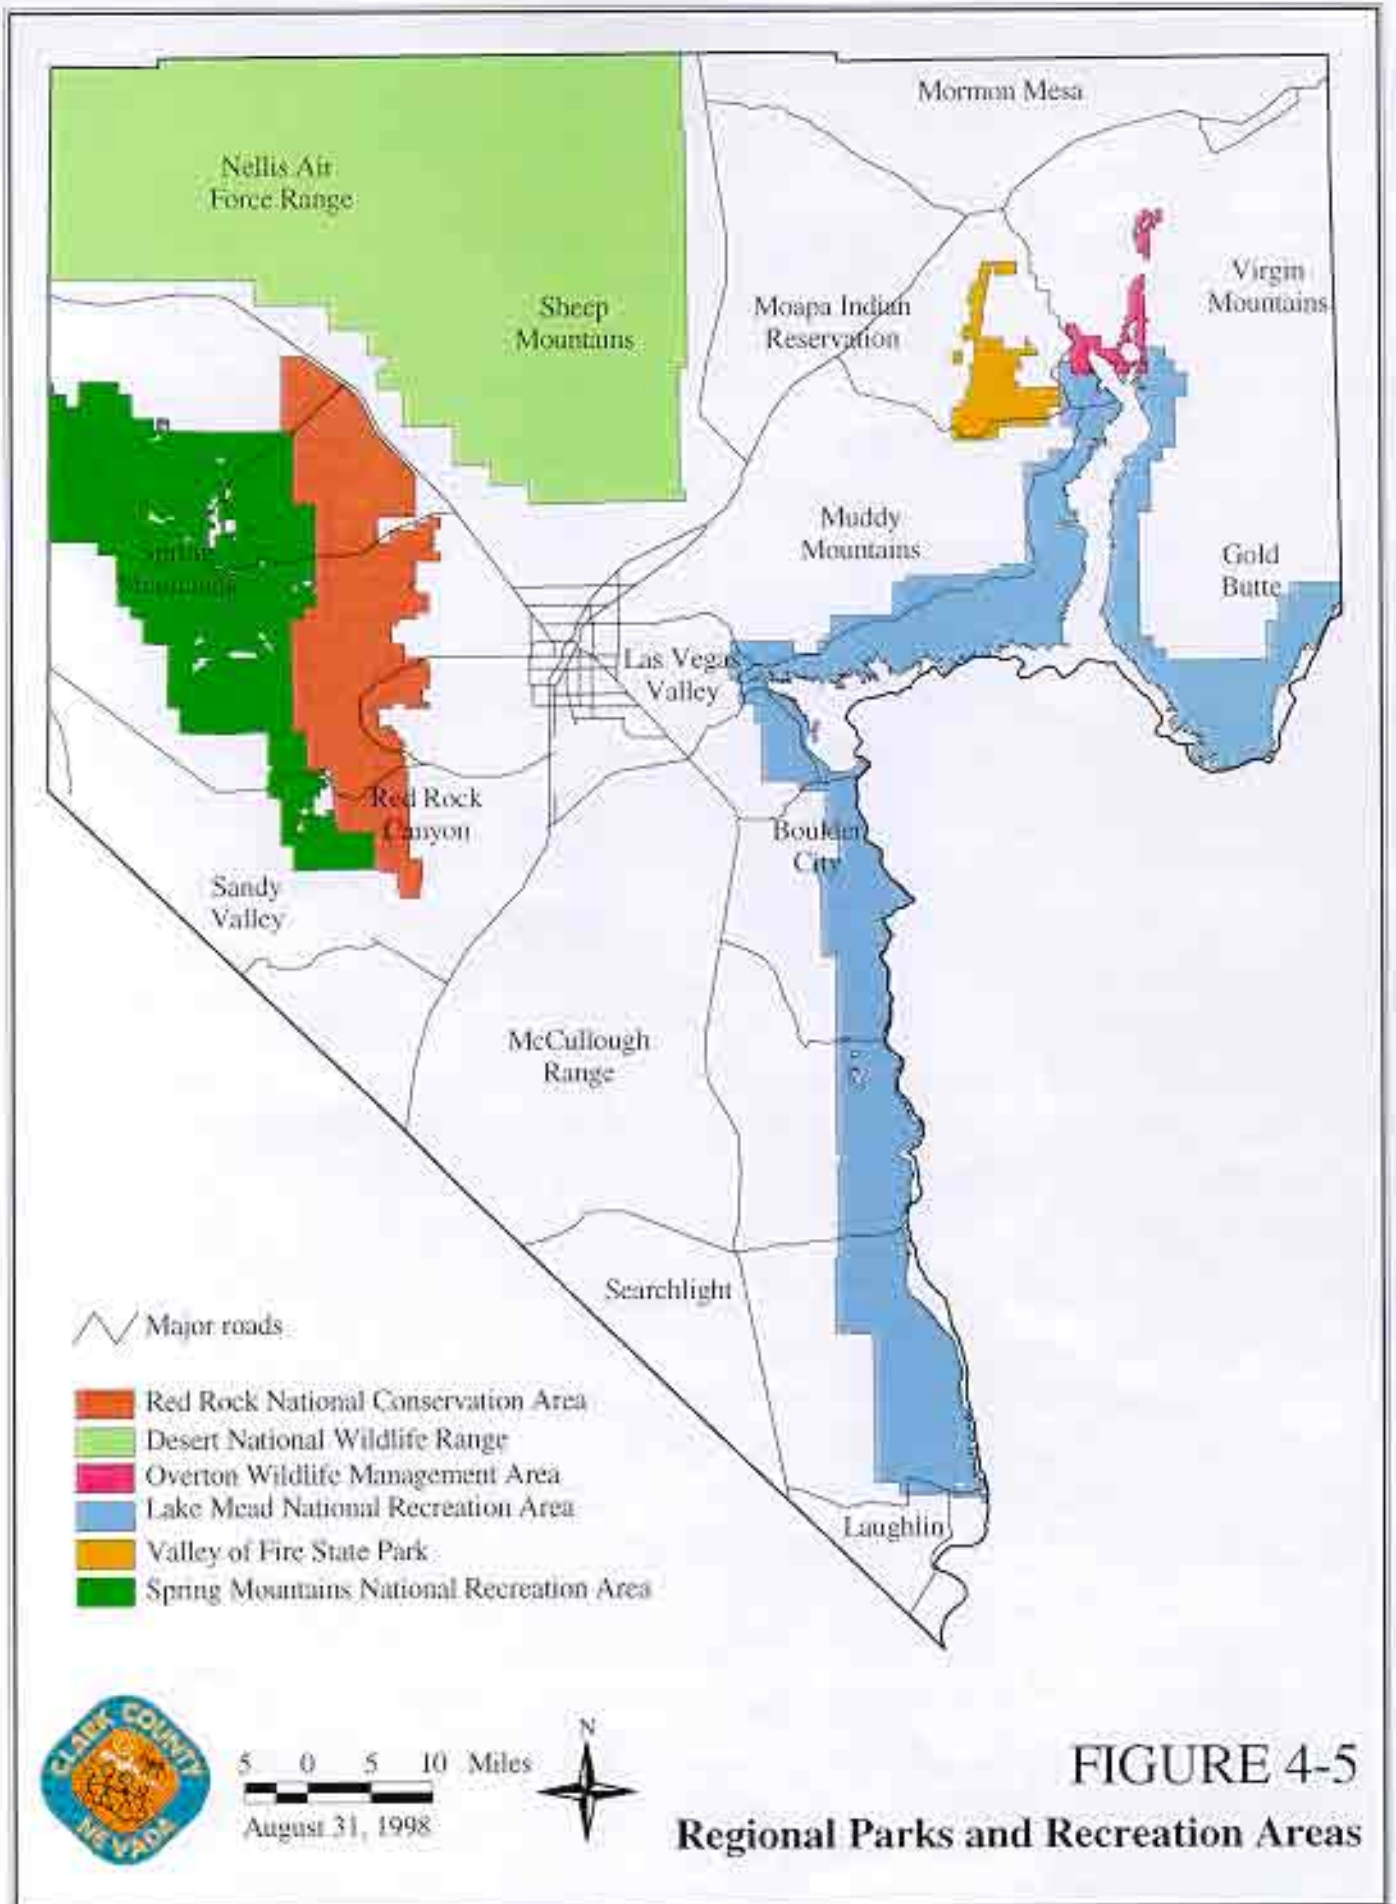 Mormon Mesa
Nellis Air
Force Range
Virgin
Mountains
Sheep
Mountains
Moapa Indian
Reservation
Muddy
Mountains
Spring
Mountains
Gold
Butte
Las Vegas
Valley
Red Rock
Canyon
Boulder
City
Sandy
Valley
McCullough
Range
Searchlight
Laughlin
Major roads
Red Rock National Conservation Area
Desert National Wildlife Range
Overton Wildlife Management Area
Lake Mead National Recreation Area
Valley of Fire State Park
Spring Mountains National Recreation Area
CLARK COUNTY
NEVADA
5 0 5 10 Miles
August 31, 1998
N
FIGURE 4-5
Regional Parks and Recreation Areas